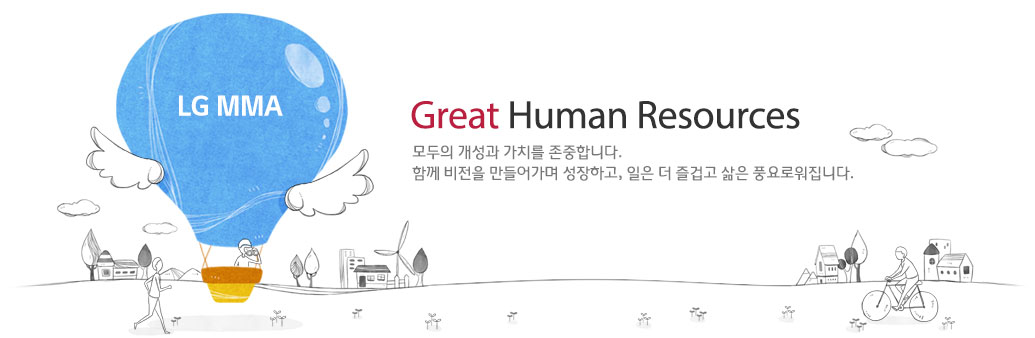 LG MMA
Great Human Resources
모두의 개성과 가치를 존중합니다.
함께 비전을 만들어가며 성장하고, 일은 더 즐겁고 삶은 풍요로워집니다.